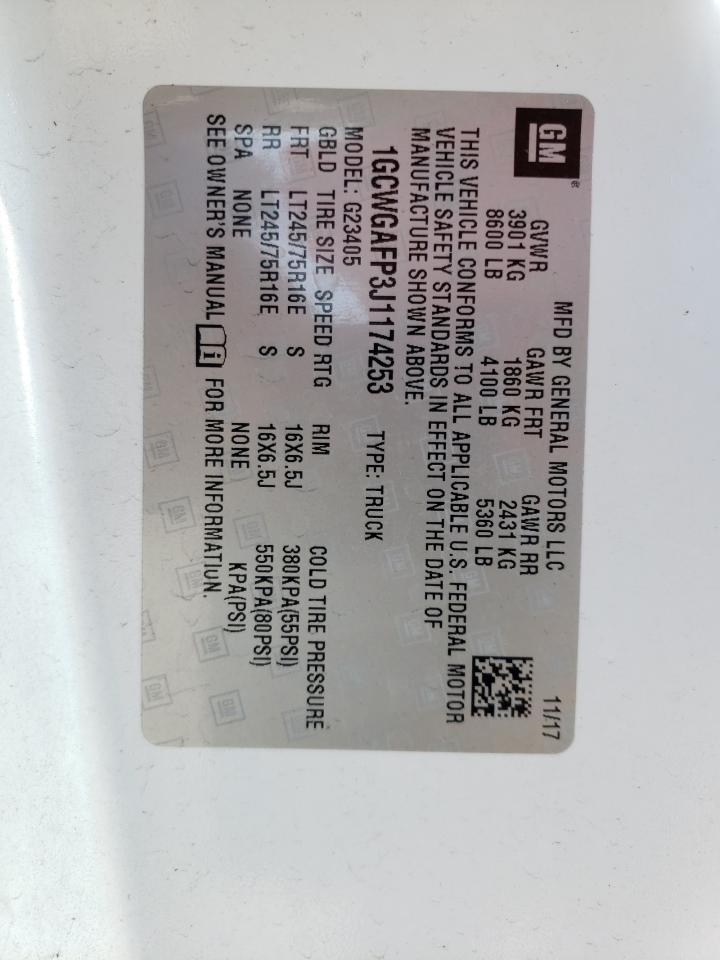 GM®
MFD BY GENERAL MOTORS LLC 11/17
GVWR GAWR FRT GAWR RR
3901 KG 1860 KG 2431 KG
8600 LB 4100 LB 5360 LB
THIS VEHICLE CONFORMS TO ALL APPLICABLE U.S. FEDERAL MOTOR
VEHICLE SAFETY STANDARDS IN EFFECT ON THE DATE OF
MANUFACTURE SHOWN ABOVE.
1GCWGAFP3J1174253 TYPE: TRUCK
MODEL: G23405
GBLD TIRE SIZE SPEED RTG RIM COLD TIRE PRESSURE
FRT LT245/75R16E S 16X6.5J 380KPA(55PSI)
RR LT245/75R16E S 16X6.5J 550KPA(80PSI)
SPA NONE NONE KPA(PSI)
SEE OWNER'S MANUAL FOR MORE INFORMATION.